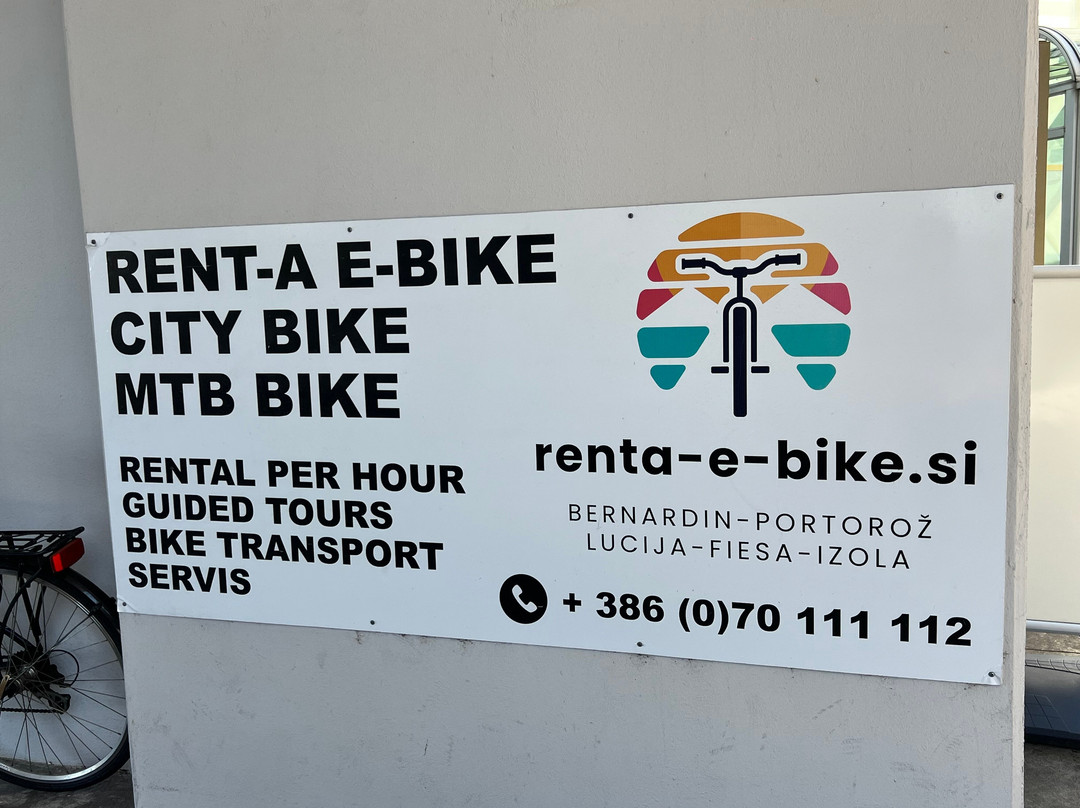 RENT-A E-BIKE
CITY BIKE
MTB BIKE
RENTAL PER HOUR
GUIDED TOURS
BIKE TRANSPORT
SERVIS
renta-e-bike.si
BERNARDIN-PORTOROŽ
LUCIJA-FIESA-IZOLA
+ 386 (0)70 111 112